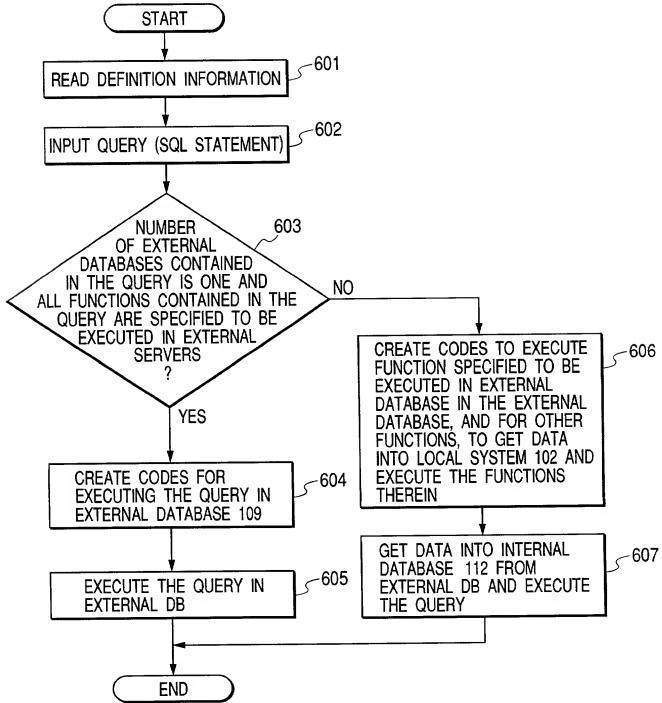 START
READ DEFINITION INFORMATION
601
INPUT QUERY (SQL STATEMENT)
602
NUMBER
OF EXTERNAL
DATABASES CONTAINED
IN THE QUERY IS ONE AND
ALL FUNCTIONS CONTAINED IN THE
QUERY ARE SPECIFIED TO BE
EXECUTED IN EXTERNAL
SERVERS
?
603
NO
YES
CREATE CODES FOR
EXECUTING THE QUERY IN
EXTERNAL DATABASE 109
604
EXECUTE THE QUERY IN
EXTERNAL DB
605
CREATE CODES TO EXECUTE
FUNCTION SPECIFIED TO BE
EXECUTED IN EXTERNAL
DATABASE IN THE EXTERNAL
DATABASE, AND FOR OTHER
FUNCTIONS, TO GET DATA
INTO LOCAL SYSTEM 102 AND
EXECUTE THE FUNCTIONS
THEREIN
606
GET DATA INTO INTERNAL
DATABASE 112 FROM
EXTERNAL DB AND EXECUTE
THE QUERY
607
END